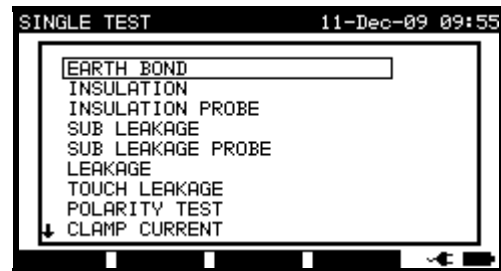 SINGLE TEST 11-Dec-09 09:55
EARTH BOND
INSULATION
INSULATION PROBE
SUB LEAKAGE
SUB LEAKAGE PROBE
LEAKAGE
TOUCH LEAKAGE
POLARITY TEST
CLAMP CURRENT